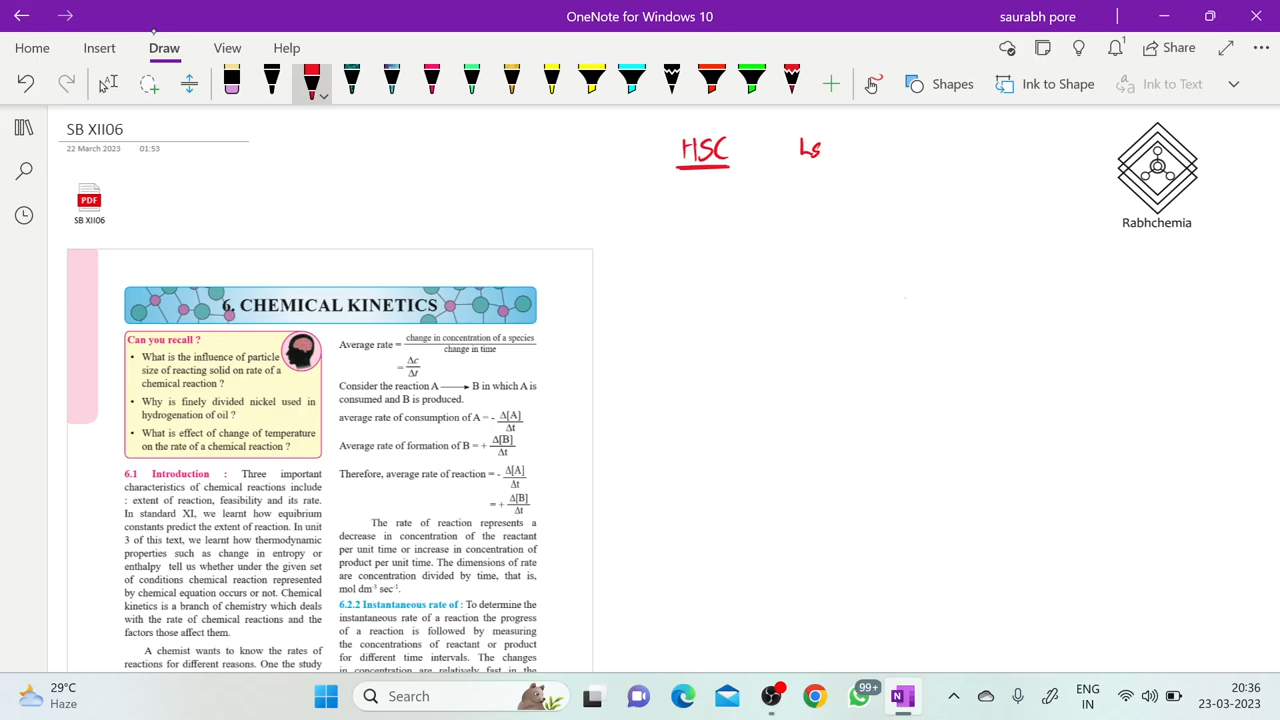 OneNote for Windows 10
saurabh pore
Home Insert Draw View Help
1 Share
Shapes Ink to Shape Ink to Text
SB XII06
22 March 2023 01:53
HSC
PDF
SB XII06
Rabhchemia
6. CHEMICAL KINETICS
Can you recall ?
• What is the influence of particle
size of reacting solid on rate of a
chemical reaction ?
• Why is finely divided nickel used in
hydrogenation of oil ?
• What is effect of change of temperature
on the rate of a chemical reaction ?
6.1 Introduction : Three important
characteristics of chemical reactions include
: extent of reaction, feasibility and its rate.
In standard XI, we learnt how equibrium
constants predict the extent of reaction. In unit
3 of this text, we learnt how thermodynamic
properties such as change in entropy or
enthalpy tell us whether under the given set
of conditions chemical reaction represented
by chemical equation occurs or not. Chemical
kinetics is a branch of chemistry which deals
with the rate of chemical reactions and the
factors those affect them.
A chemist wants to know the rates of
reactions for different reasons. One the study
Average rate = change in concentration of a species
change in time
= Δc
Δt
Consider the reaction A ⟶ B in which A is
consumed and B is produced.
average rate of consumption of A = - Δ[A]
Δt
Average rate of formation of B = + Δ[B]
Δt
Therefore, average rate of reaction = - Δ[A]
Δt
= + Δ[B]
Δt
The rate of reaction represents a
decrease in concentration of the reactant
per unit time or increase in concentration of
product per unit time. The dimensions of rate
are concentration divided by time, that is,
mol dm⁻³ sec⁻¹.
6.2.2 Instantaneous rate of : To determine the
instantaneous rate of a reaction the progress
of a reaction is followed by measuring
the concentrations of reactant or product
for different time intervals. The changes
in concentration are relatively fast in the
29°C
Haze
Search
99+
ENG
IN
20:36
23-03-2023